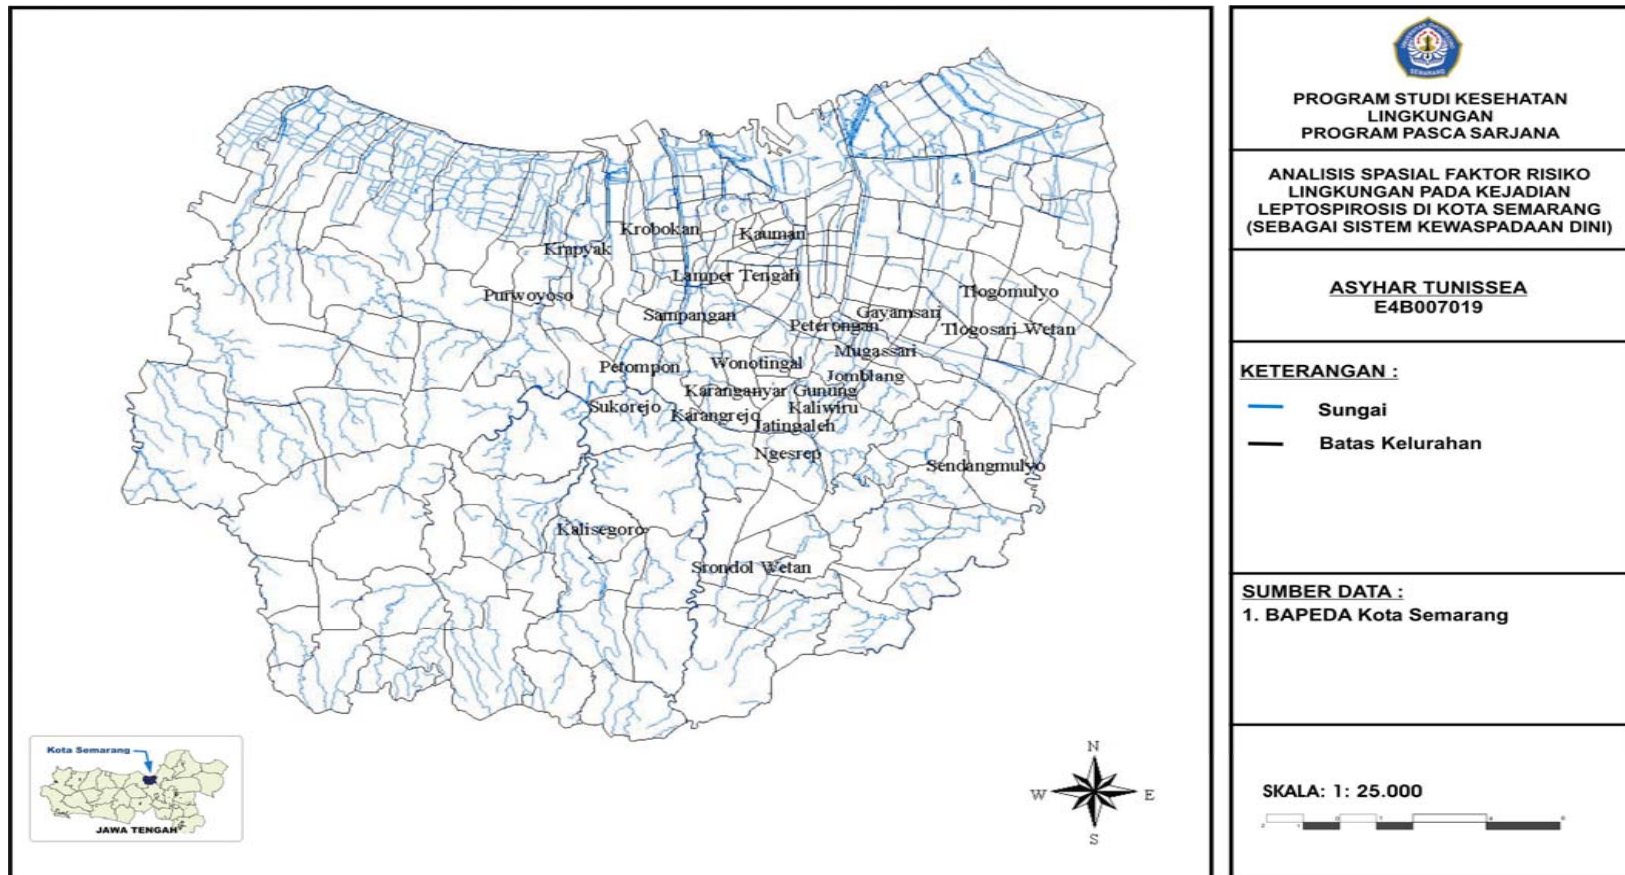 Krobokan
Kauman
Krapyak
Lamper Tengah
Purwoyoso
Tlogomulyo
Sampangan
Gayamsari
Peterongan
Tlogosari Wetan
Mugassari
Petompon
Wonotingal
Jomblang
Karanganyar Gunung
Sukorejo
Karangrejo
Kaliwiru
Jatingaleh
Ngesrep
Sendangmulyo
Kalisegoro
Srondol Wetan
Kota Semarang
JAWA TENGAH
N
W
E
S
SEMARANG
PROGRAM STUDI KESEHATAN
LINGKUNGAN
PROGRAM PASCA SARJANA
ANALISIS SPASIAL FAKTOR RISIKO
LINGKUNGAN PADA KEJADIAN
LEPTOSPIROSIS DI KOTA SEMARANG
(SEBAGAI SISTEM KEWASPADAAN DINI)
ASYHAR TUNISSEA
E4B007019
KETERANGAN :
Sungai
Batas Kelurahan
SUMBER DATA :
1. BAPEDA Kota Semarang
SKALA: 1: 25.000